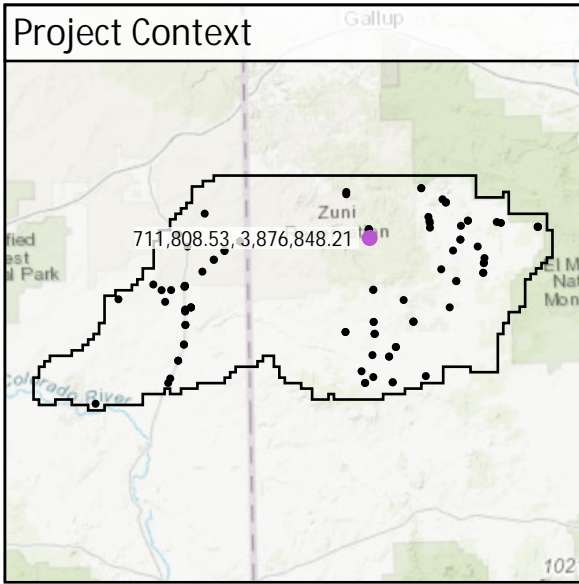 Project Context
Gallup
Zuni
711,808.53, 3,876,848.21
Colorado River
102